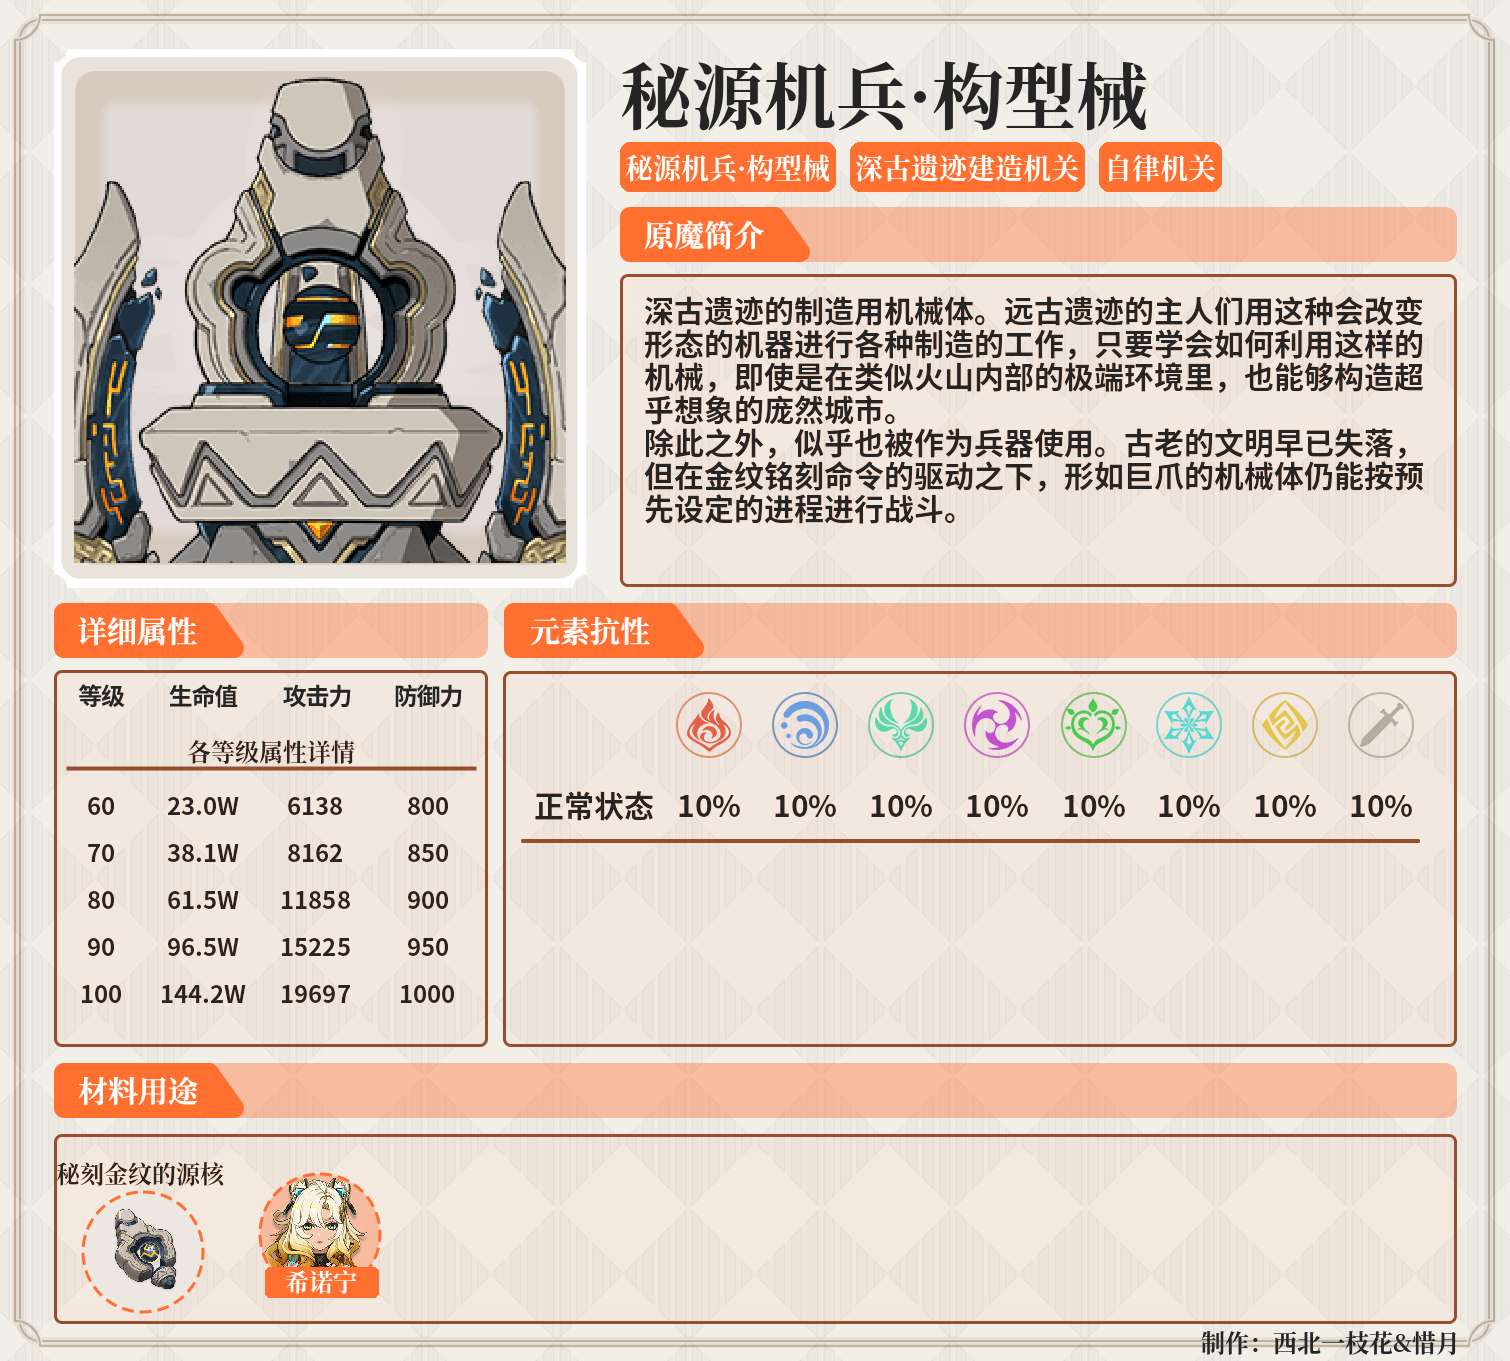 秘源机兵·构型械
秘源机兵·构型械 深古遗迹建造机关 自律机关
原魔简介
深古遗迹的制造用机械体。远古遗迹的主人们用这种会改变
形态的机器进行各种制造的工作，只要学会如何利用这样的
机械，即使是在类似火山内部的极端环境里，也能够构造超
乎想象的庞然城市。
除此之外，似乎也被作为兵器使用。古老的文明早已失落，
但在金纹铭刻命令的驱动之下，形如巨爪的机械体仍能按预
先设定的进程进行战斗。
详细属性
等级 生命值 攻击力 防御力
各等级属性详情
60 23.0W 6138 800
70 38.1W 8162 850
80 61.5W 11858 900
90 96.5W 15225 950
100 144.2W 19697 1000
元素抗性
正常状态 10% 10% 10% 10% 10% 10% 10% 10%
材料用途
秘刻金纹的源核
希诺宁
制作：西北一枝花&惜月